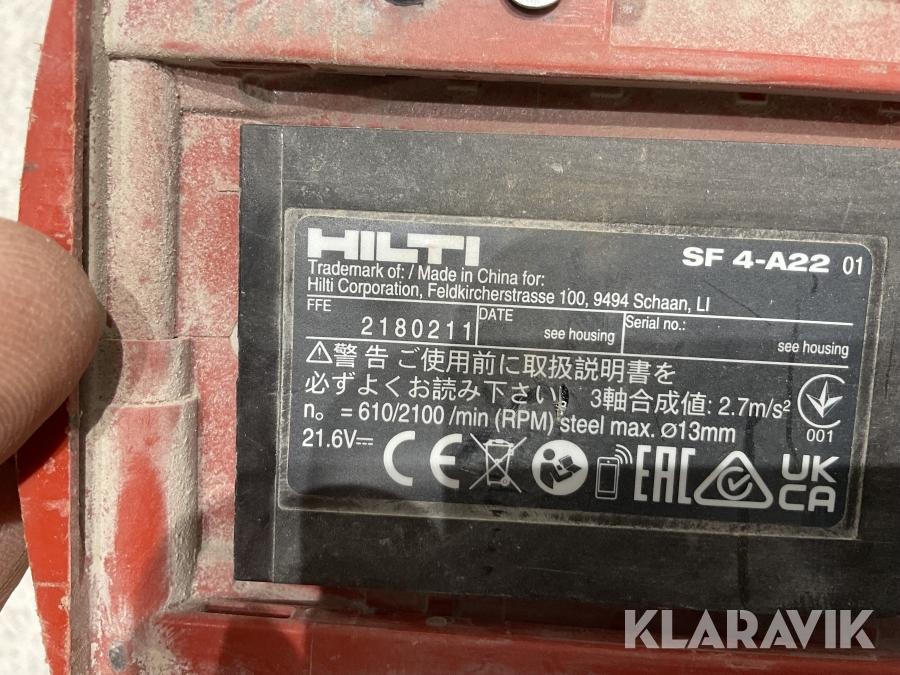 HILTI
SF 4-A22 01
Trademark of: / Made in China for:
Hilti Corporation, Feldkircherstrasse 100, 9494 Schaan, LI
FFE 2180211 DATE see housing Serial no.: see housing
⚠警告 ご使用前に取扱説明書を
必ずよくお読み下さい。 3軸合成値: 2.7m/s²
n₀ = 610/2100 /min (RPM) steel max. ø13mm
001
21.6V⎓ CE EAC UK CA
KLARAVIK